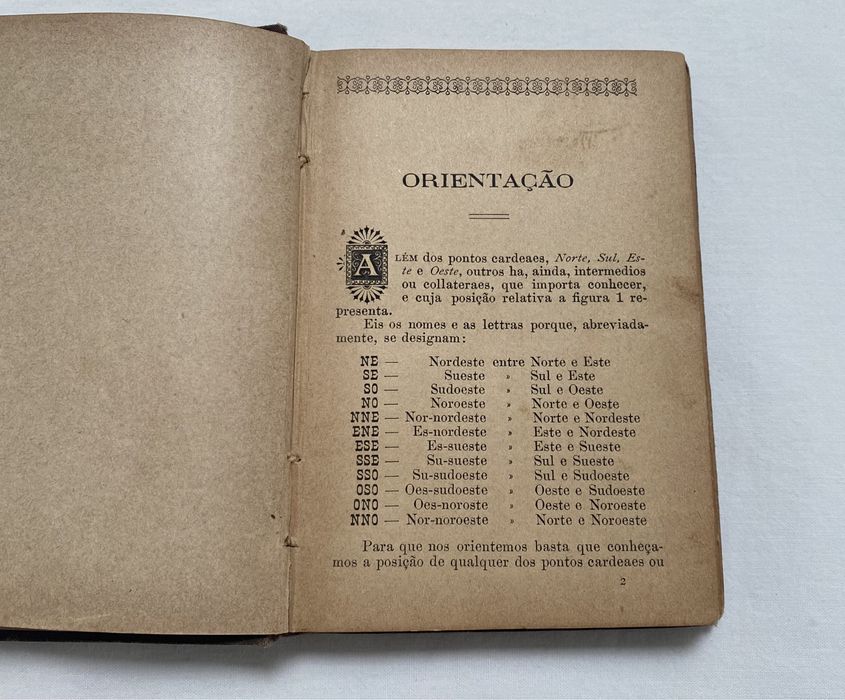 ORIENTAÇÃO
ALÉM dos pontos cardeaes, Norte, Sul, Es-
te e Oeste, outros ha, ainda, intermedios
ou collateraes, que importa conhecer,
e cuja posição relativa a figura 1 re-
presenta.
Eis os nomes e as lettras porque, abreviada-
mente, se designam:
NE — Nordeste entre Norte e Este
SE — Sueste » Sul e Este
SO — Sudoeste » Sul e Oeste
NO — Noroeste » Norte e Oeste
NNE — Nor-nordeste » Norte e Nordeste
ENE — Es-nordeste » Este e Nordeste
ESE — Es-sueste » Este e Sueste
SSE — Su-sueste » Sul e Sueste
SSO — Su-sudoeste » Sul e Sudoeste
OSO — Oes-sudoeste » Oeste e Sudoeste
ONO — Oes-noroste » Oeste e Noroeste
NNO — Nor-noroeste » Norte e Noroeste
Para que nos orientemos basta que conheça-
mos a posição de qualquer dos pontos cardeaes ou
2